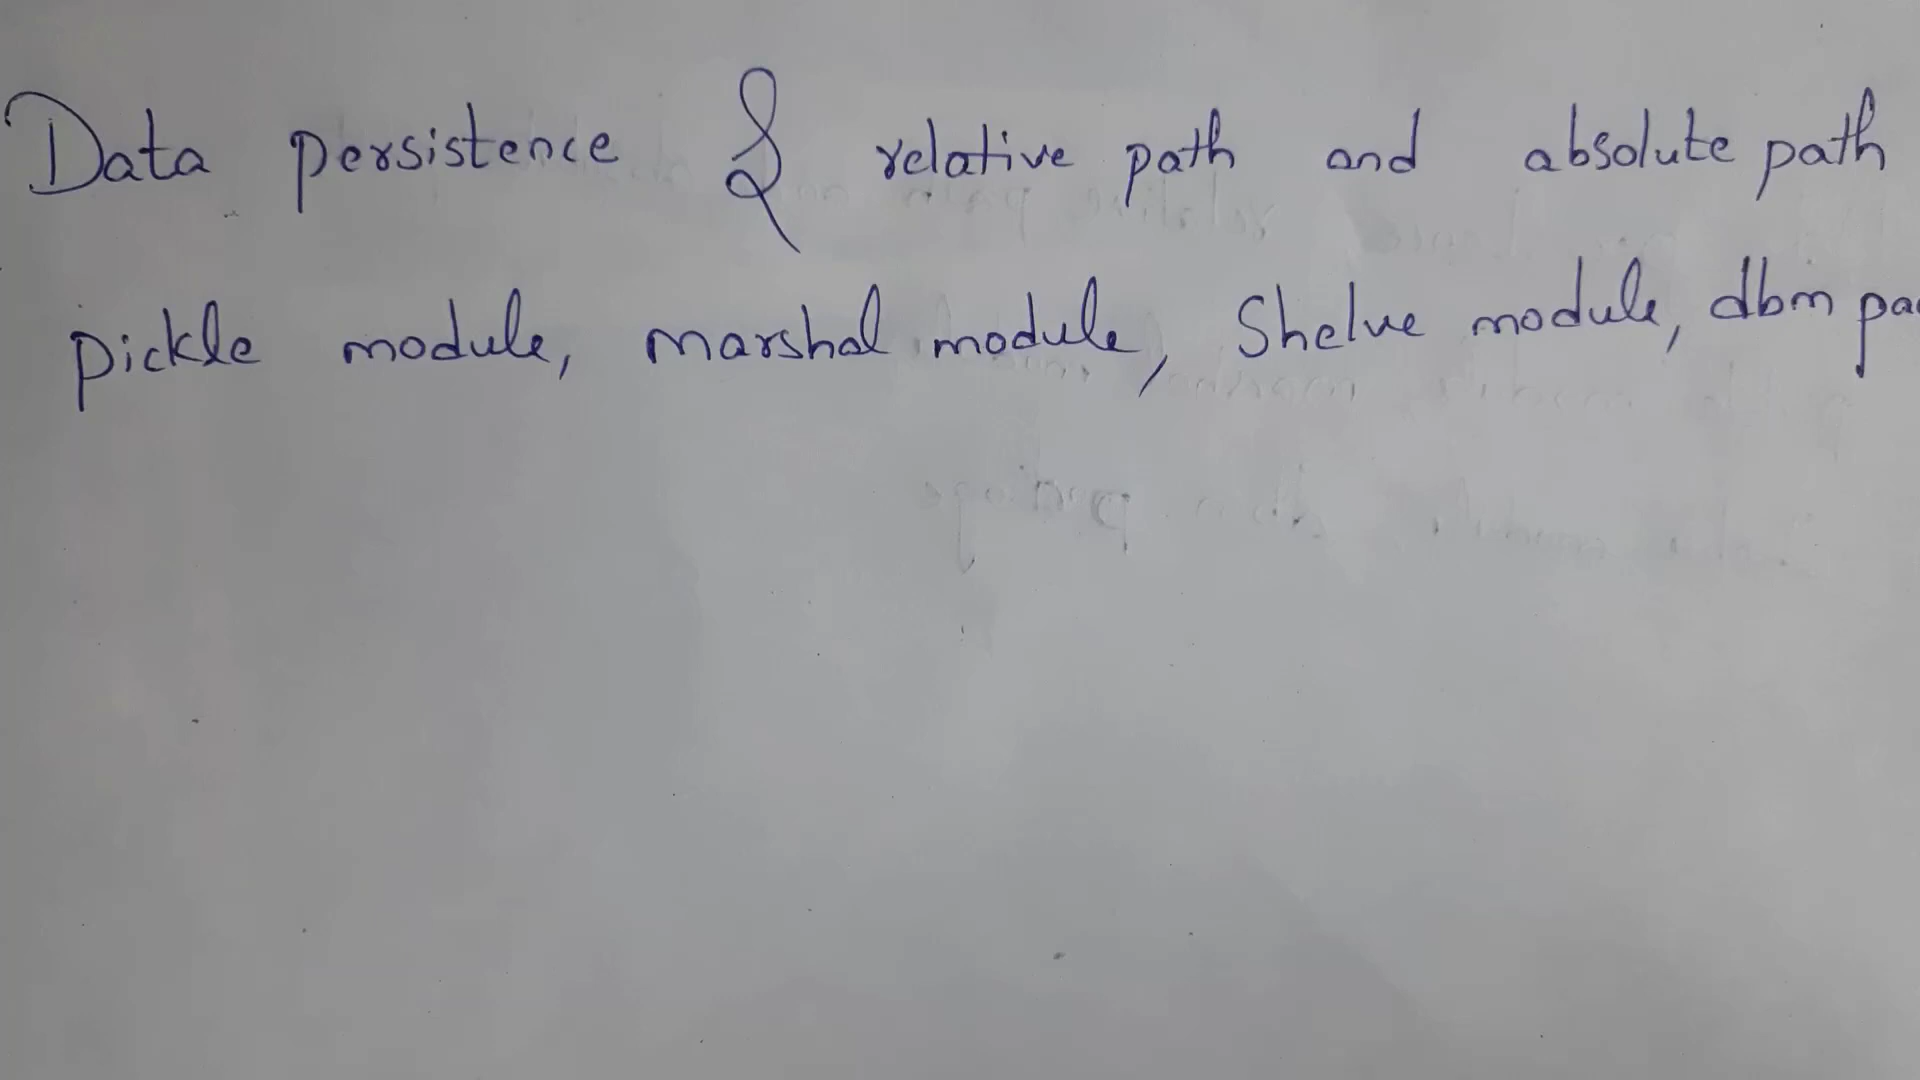 Data persistence & relative path and absolute path
pickle module, marshal module, Shelve module, dbm